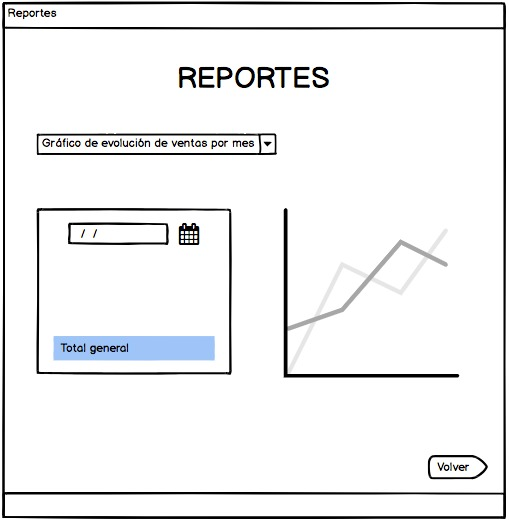 Reportes
REPORTES
Gráfico de evolución de ventas por mes
/ /
Total general
Volver